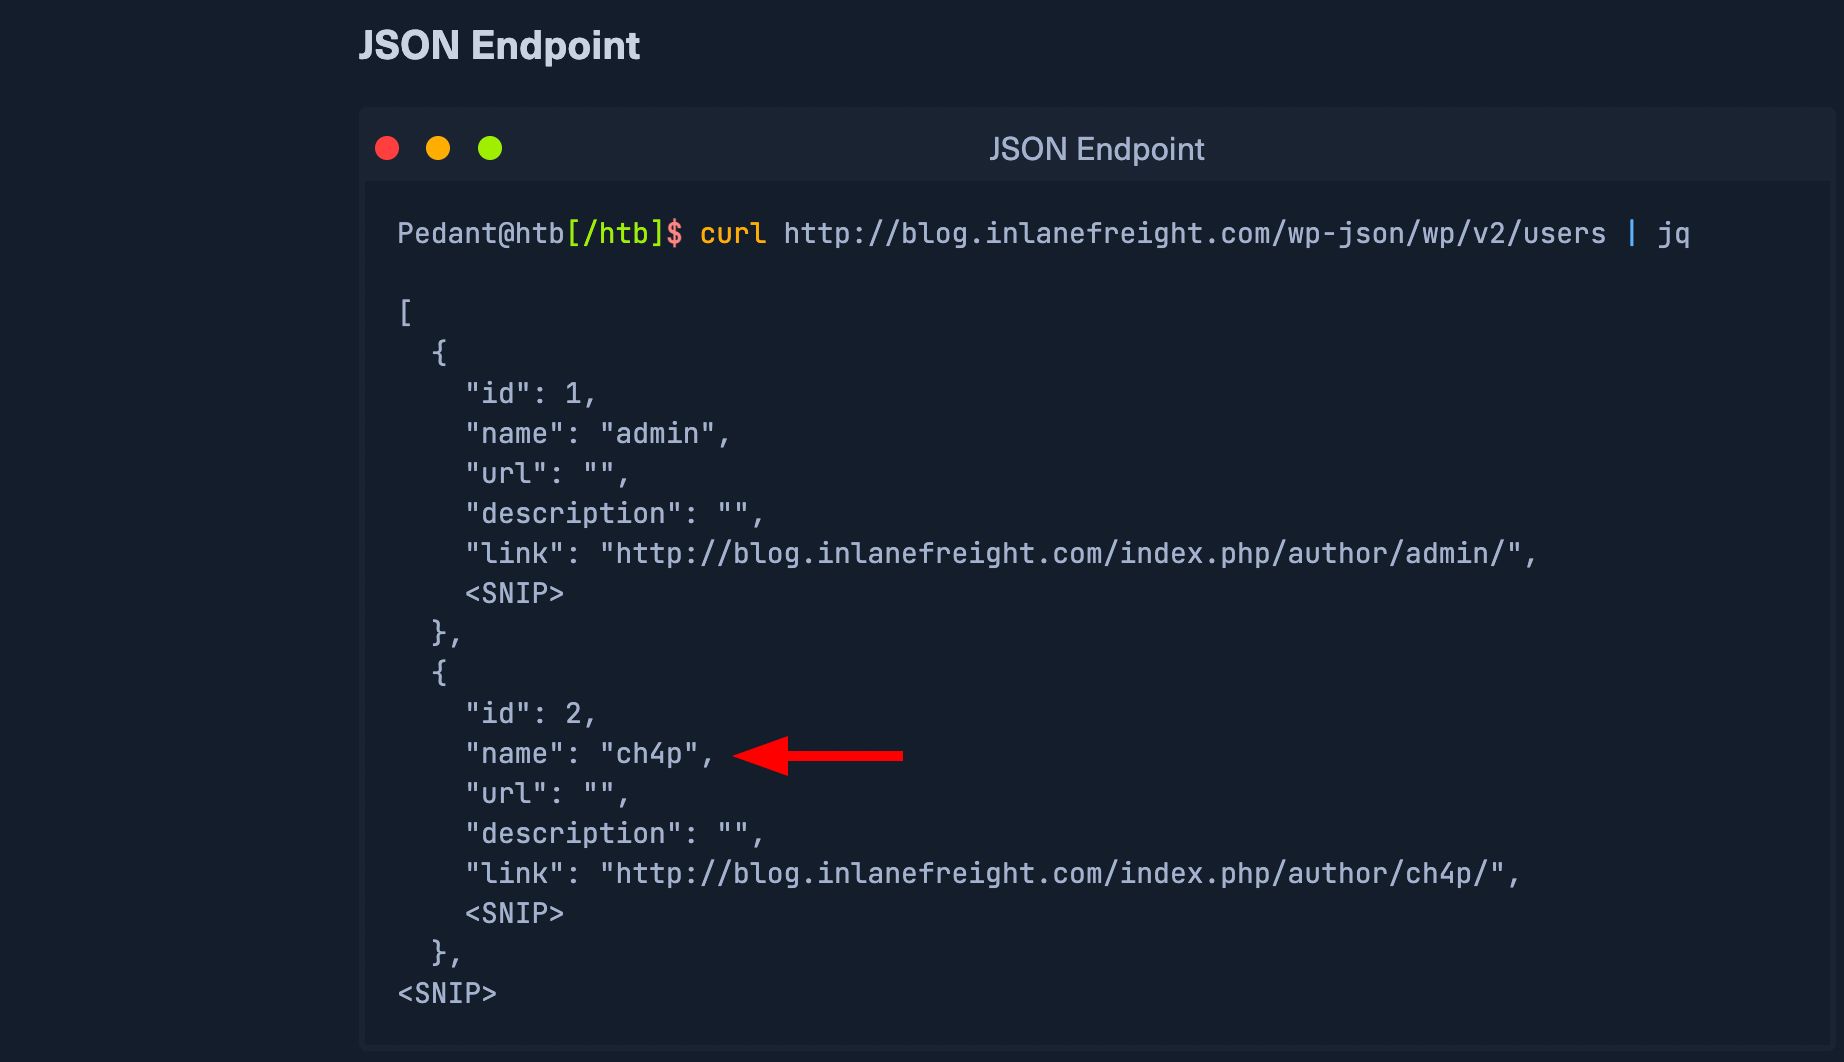 JSON Endpoint
JSON Endpoint
Pedant@htb[/htb]$ curl http://blog.inlanefreight.com/wp-json/wp/v2/users | jq
[
  {
    "id": 1,
    "name": "admin",
    "url": "",
    "description": "",
    "link": "http://blog.inlanefreight.com/index.php/author/admin/",
    <SNIP>
  },
  {
    "id": 2,
    "name": "ch4p",
    "url": "",
    "description": "",
    "link": "http://blog.inlanefreight.com/index.php/author/ch4p/",
    <SNIP>
  },
<SNIP>